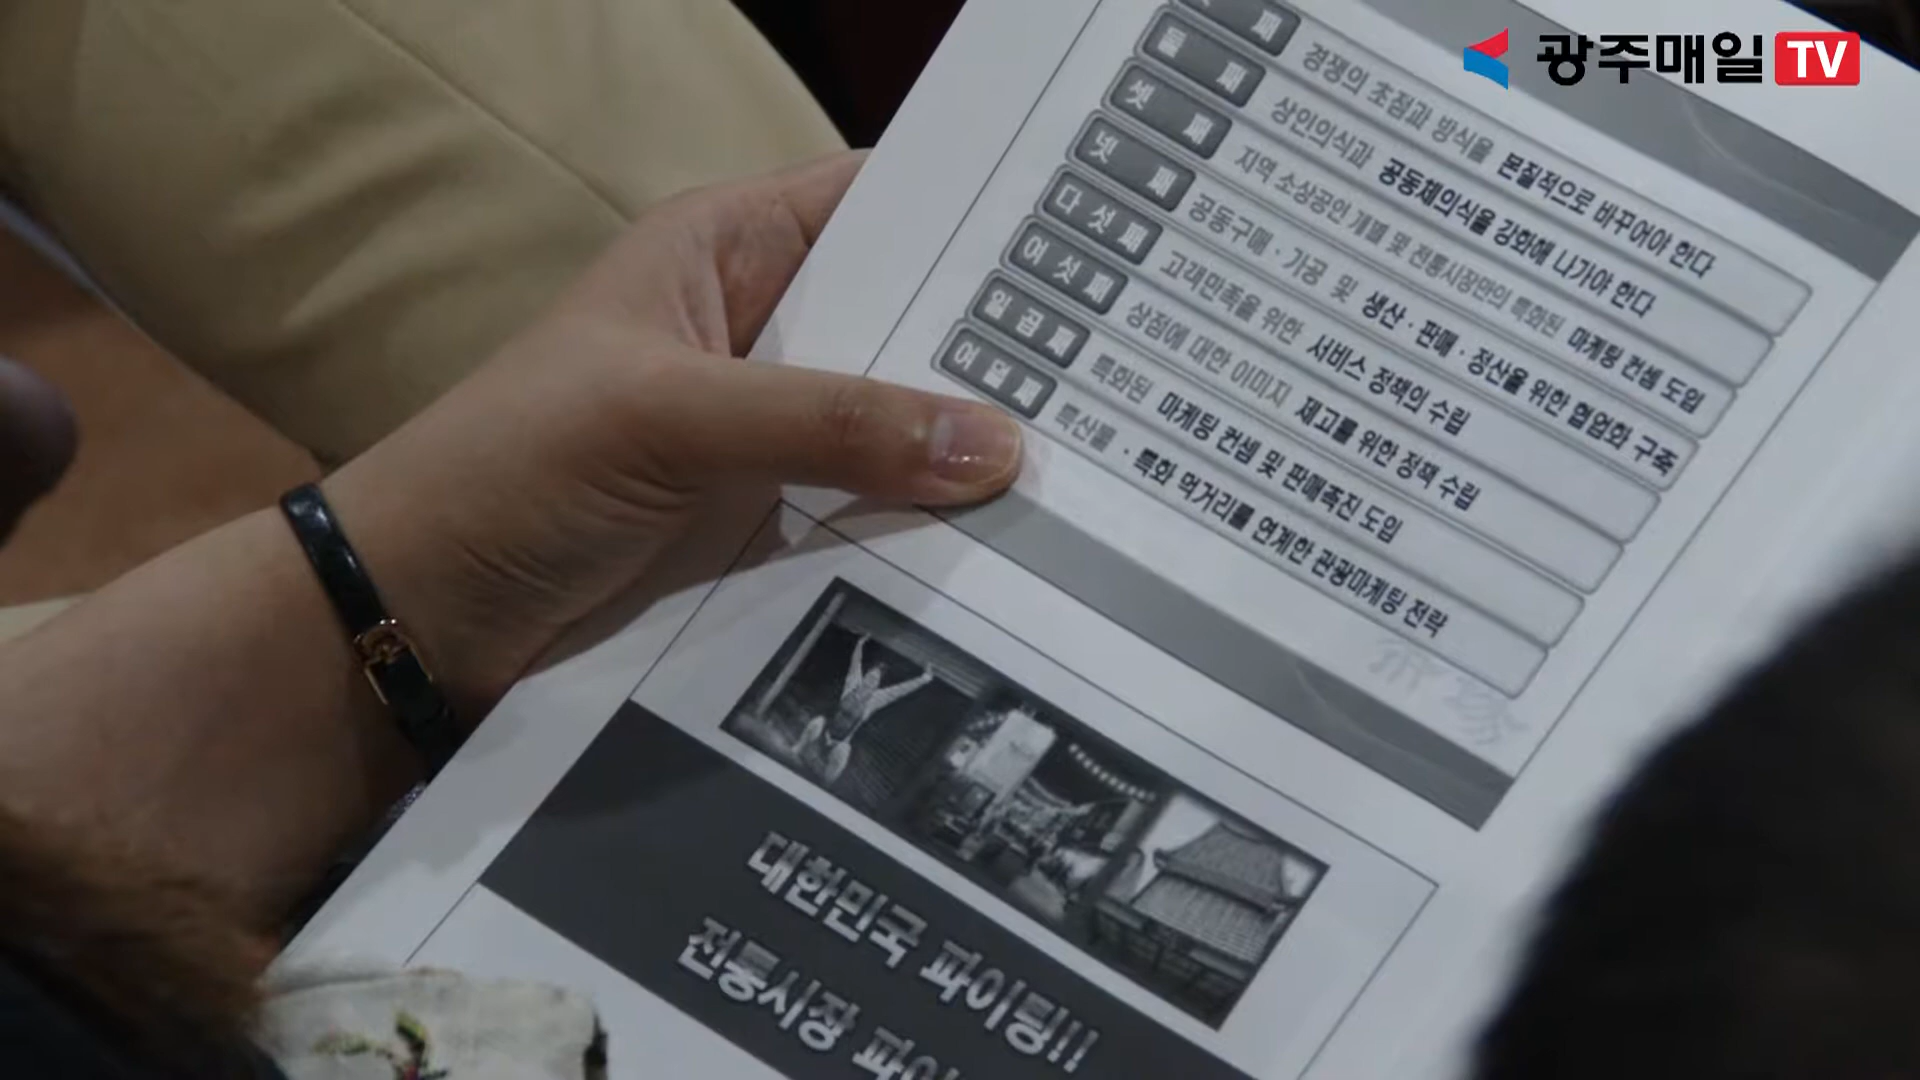 광주매일TV
째 경쟁의 초점과 방식을 본질적으로 바꾸어야 한다
둘째 상인의식과 공동체의식을 강화해 나가야 한다
셋째 지역 소상공인 개별 및 전통시장만의 특화된 마케팅 컨셉 도입
넷째 공동구매·가공 및 생산·판매·정산을 위한 협업화 구축
다섯째 고객만족을 위한 서비스 정책의 수립
여섯째 상점에 대한 이미지 제고를 위한 정책 수립
일곱째 특화된 마케팅 컨셉 및 판매촉진 도입
여덟째 특산물·특화 먹거리를 연계한 관광마케팅 전략
대한민국 파이팅!!
전통시장 파이